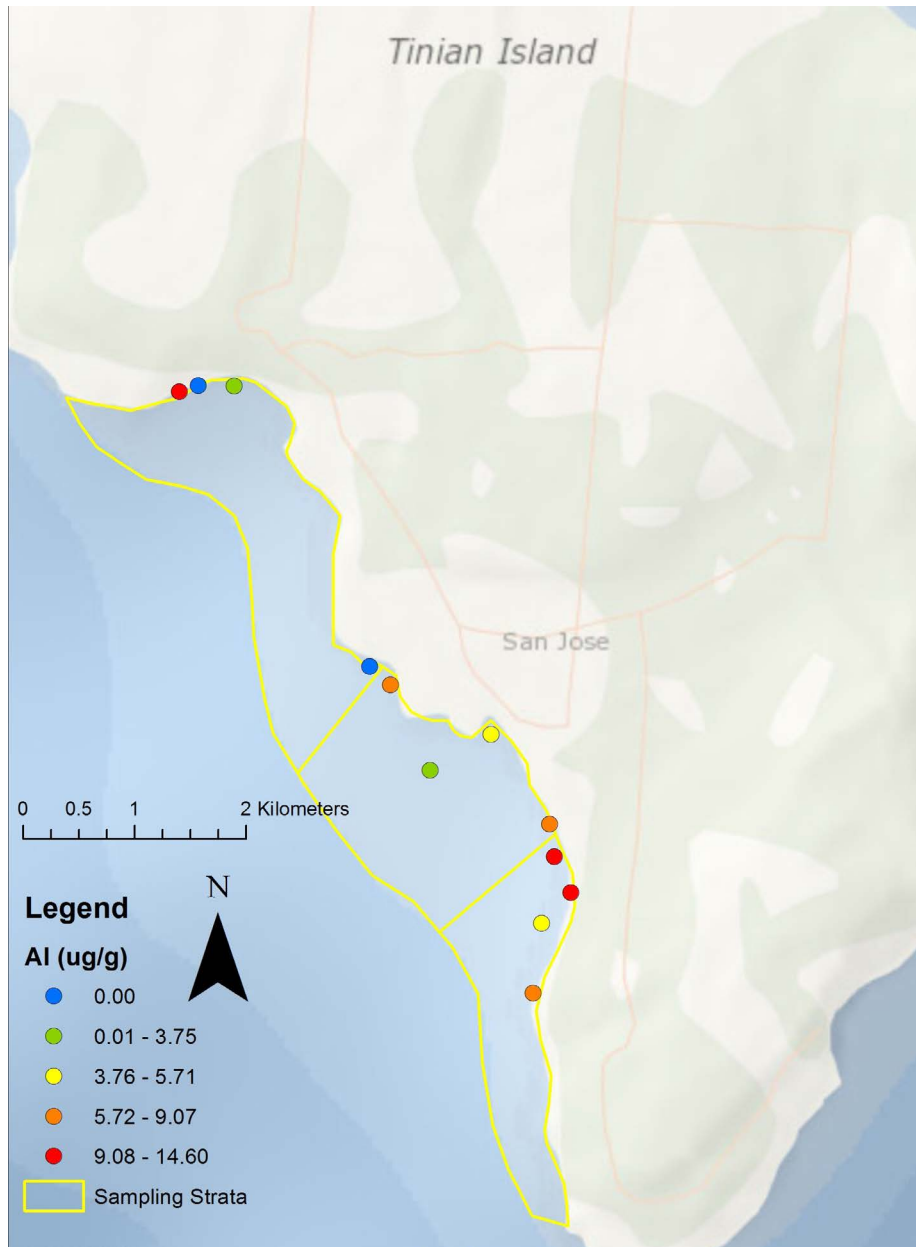 Tinian Island
San Jose
0 0.5 1 2 Kilometers
N
Legend
Al (ug/g)
0.00
0.01 - 3.75
3.76 - 5.71
5.72 - 9.07
9.08 - 14.60
Sampling Strata